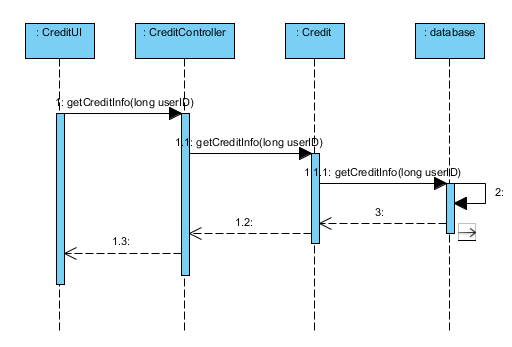 : CreditUI
: CreditController
: Credit
: database
1: getCreditInfo(long userID)
1.1: getCreditInfo(long userID)
1.1.1: getCreditInfo(long userID)
2:
3:
1.2:
1.3: